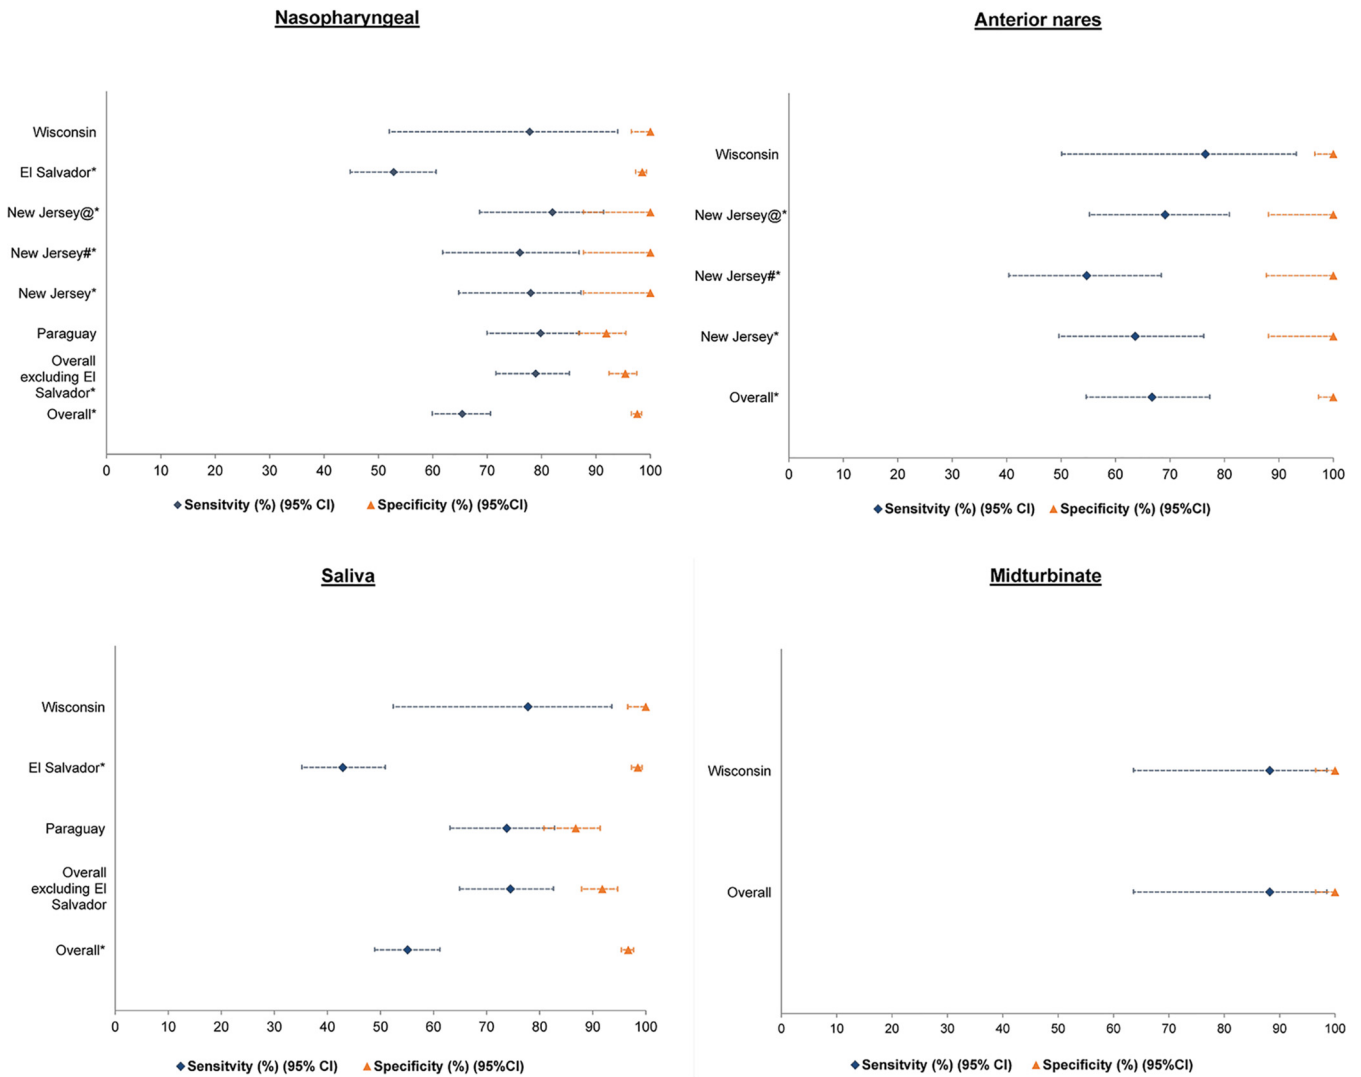 Nasopharyngeal
Wisconsin
El Salvador*
New Jersey@*
New Jersey#*
New Jersey*
Paraguay
Overall
excluding El
Salvador*
Overall*
0 10 20 30 40 50 60 70 80 90 100
Sensitvity (%) (95% CI) Specificity (%) (95%CI)
Anterior nares
Wisconsin
New Jersey@*
New Jersey#*
New Jersey*
Overall*
0 10 20 30 40 50 60 70 80 90 100
Sensitvity (%) (95% CI) Specificity (%) (95%CI)
Saliva
Wisconsin
El Salvador*
Paraguay
Overall
excluding El
Salvador
Overall*
0 10 20 30 40 50 60 70 80 90 100
Sensitvity (%) (95% CI) Specificity (%) (95%CI)
Midturbinate
Wisconsin
Overall
0 10 20 30 40 50 60 70 80 90 100
Sensitvity (%) (95% CI) Specificity (%) (95%CI)